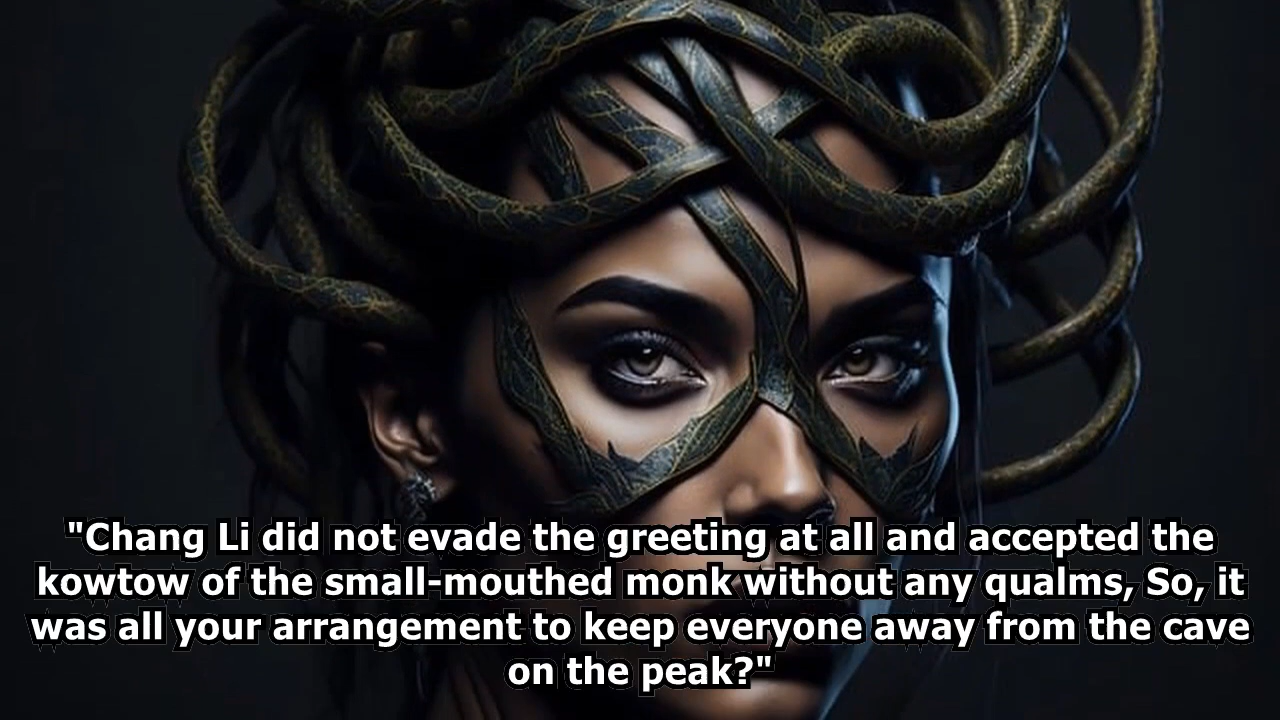 "Chang Li did not evade the greeting at all and accepted the
kowtow of the small-mouthed monk without any qualms, So, it
was all your arrangement to keep everyone away from the cave
on the peak?"